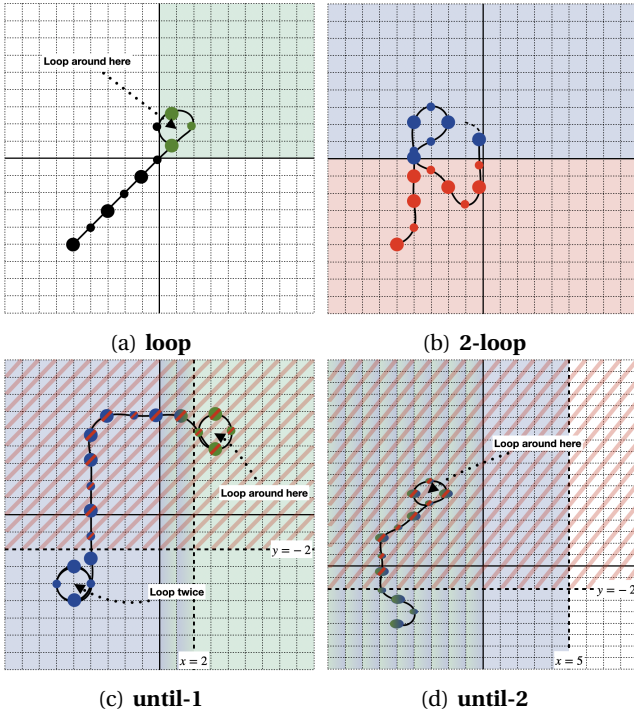 Loop around here
(a) loop
(b) 2-loop
Loop around here
Loop around here
y = − 2
y = − 2
Loop twice
x = 2
x = 5
(c) until-1
(d) until-2